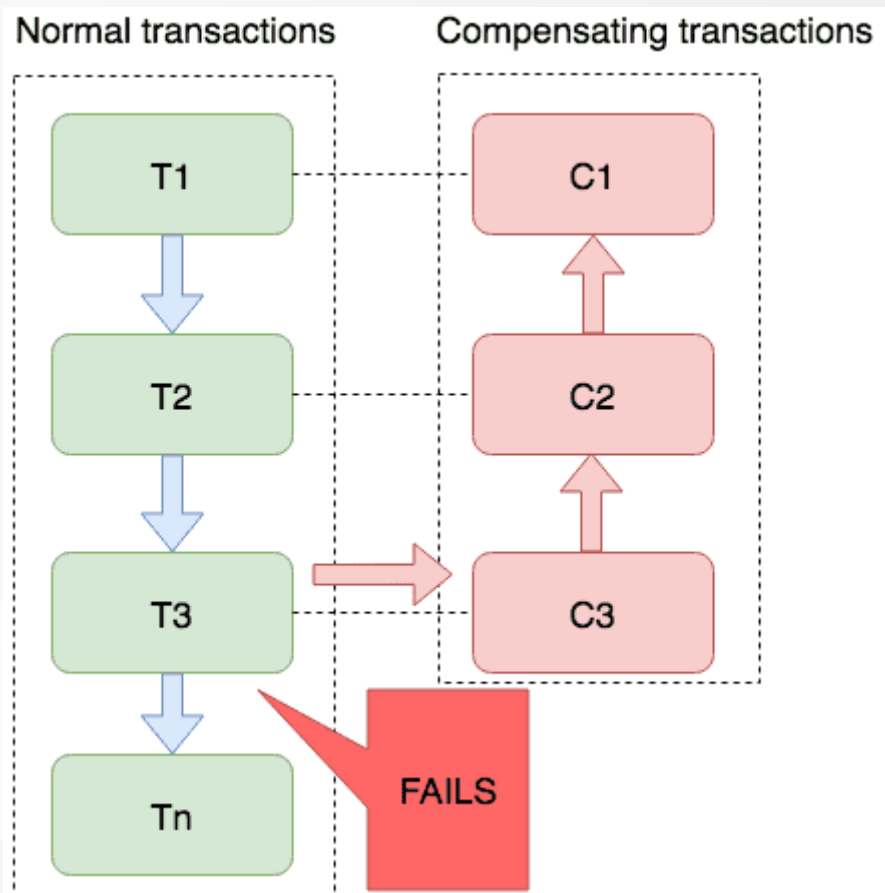 Normal transactions
Compensating transactions
T1
C1
T2
C2
T3
C3
FAILS
Tn